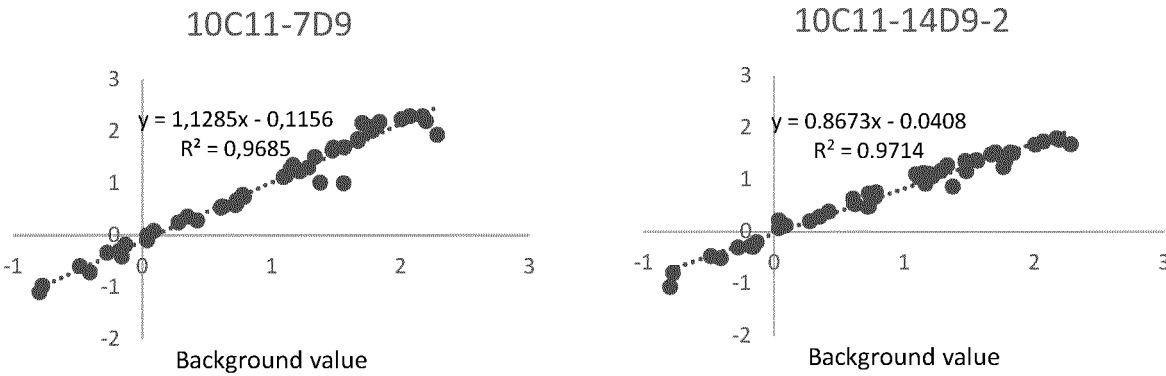 10C11-7D9
3
y = 1,1285x - 0,1156
2
R² = 0,9685
1
0
-1 0 1 2 3
-1
-2
Background value
10C11-14D9-2
3
y = 0.8673x - 0.0408
2
R² = 0.9714
1
0
-1 0 1 2 3
-1
-2
Background value